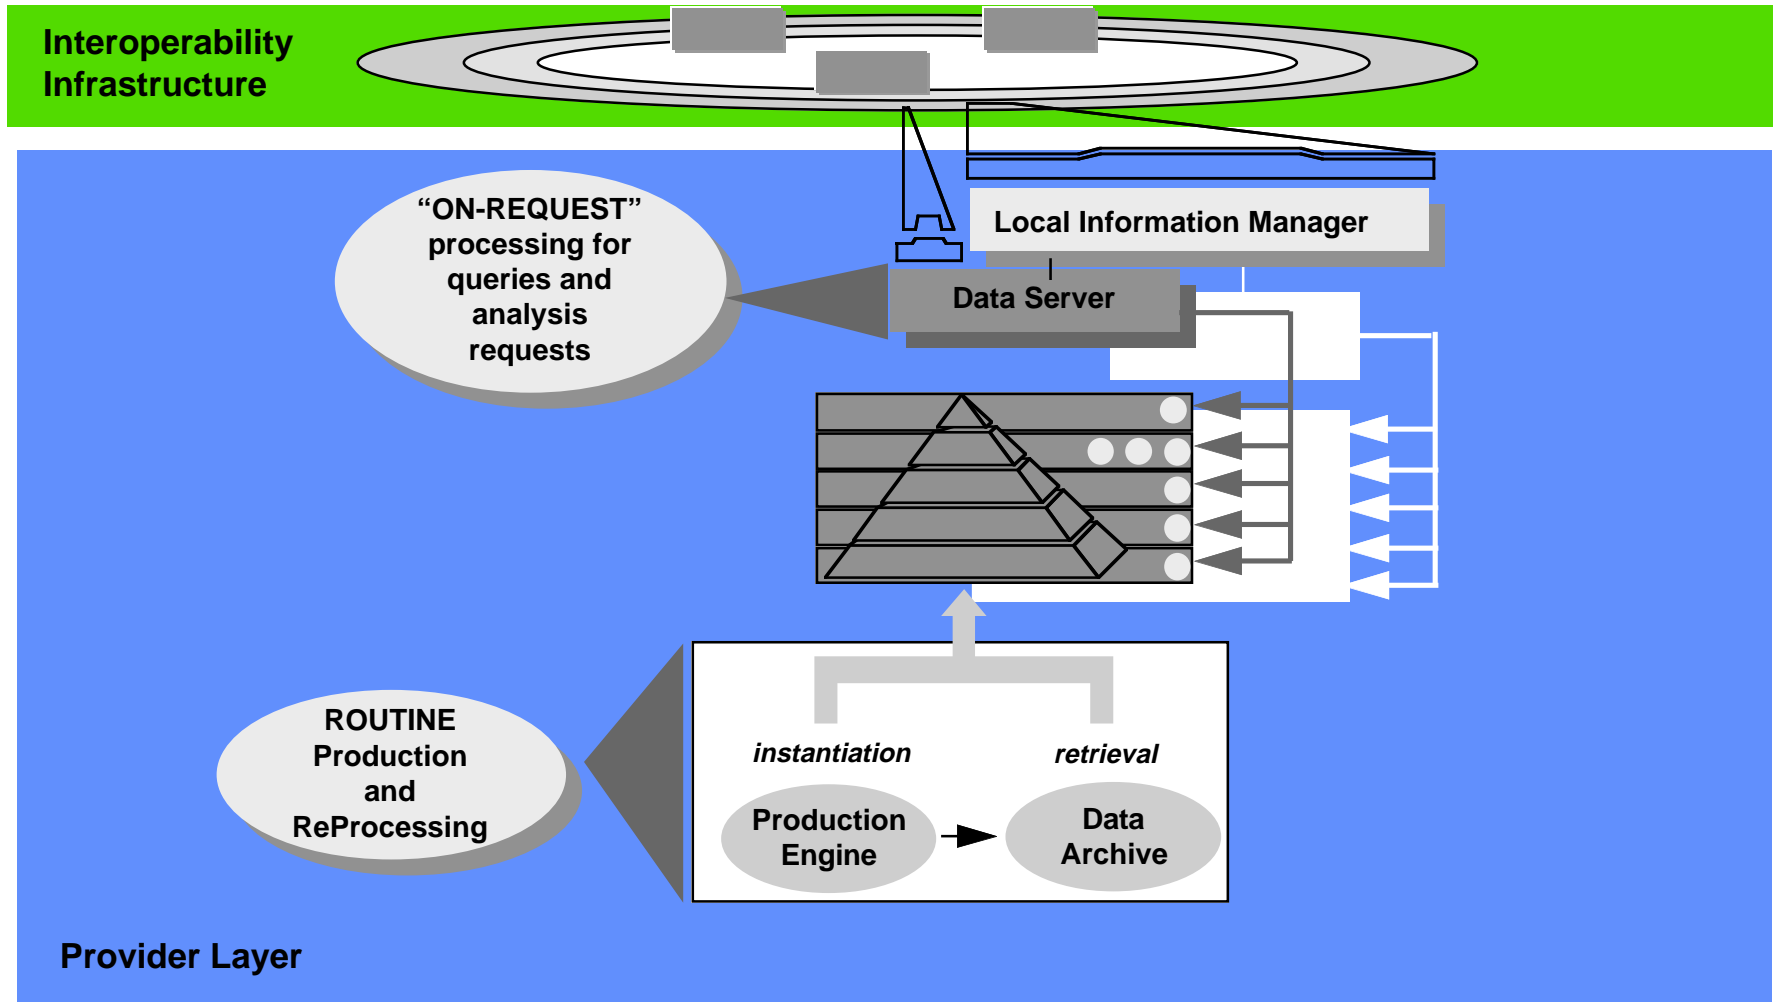 Interoperability
Infrastructure
“ON-REQUEST”
processing for
queries and
analysis
requests
Local Information Manager
Data Server
ROUTINE
Production
and
ReProcessing
instantiation
retrieval
Production
Engine
Data
Archive
Provider Layer